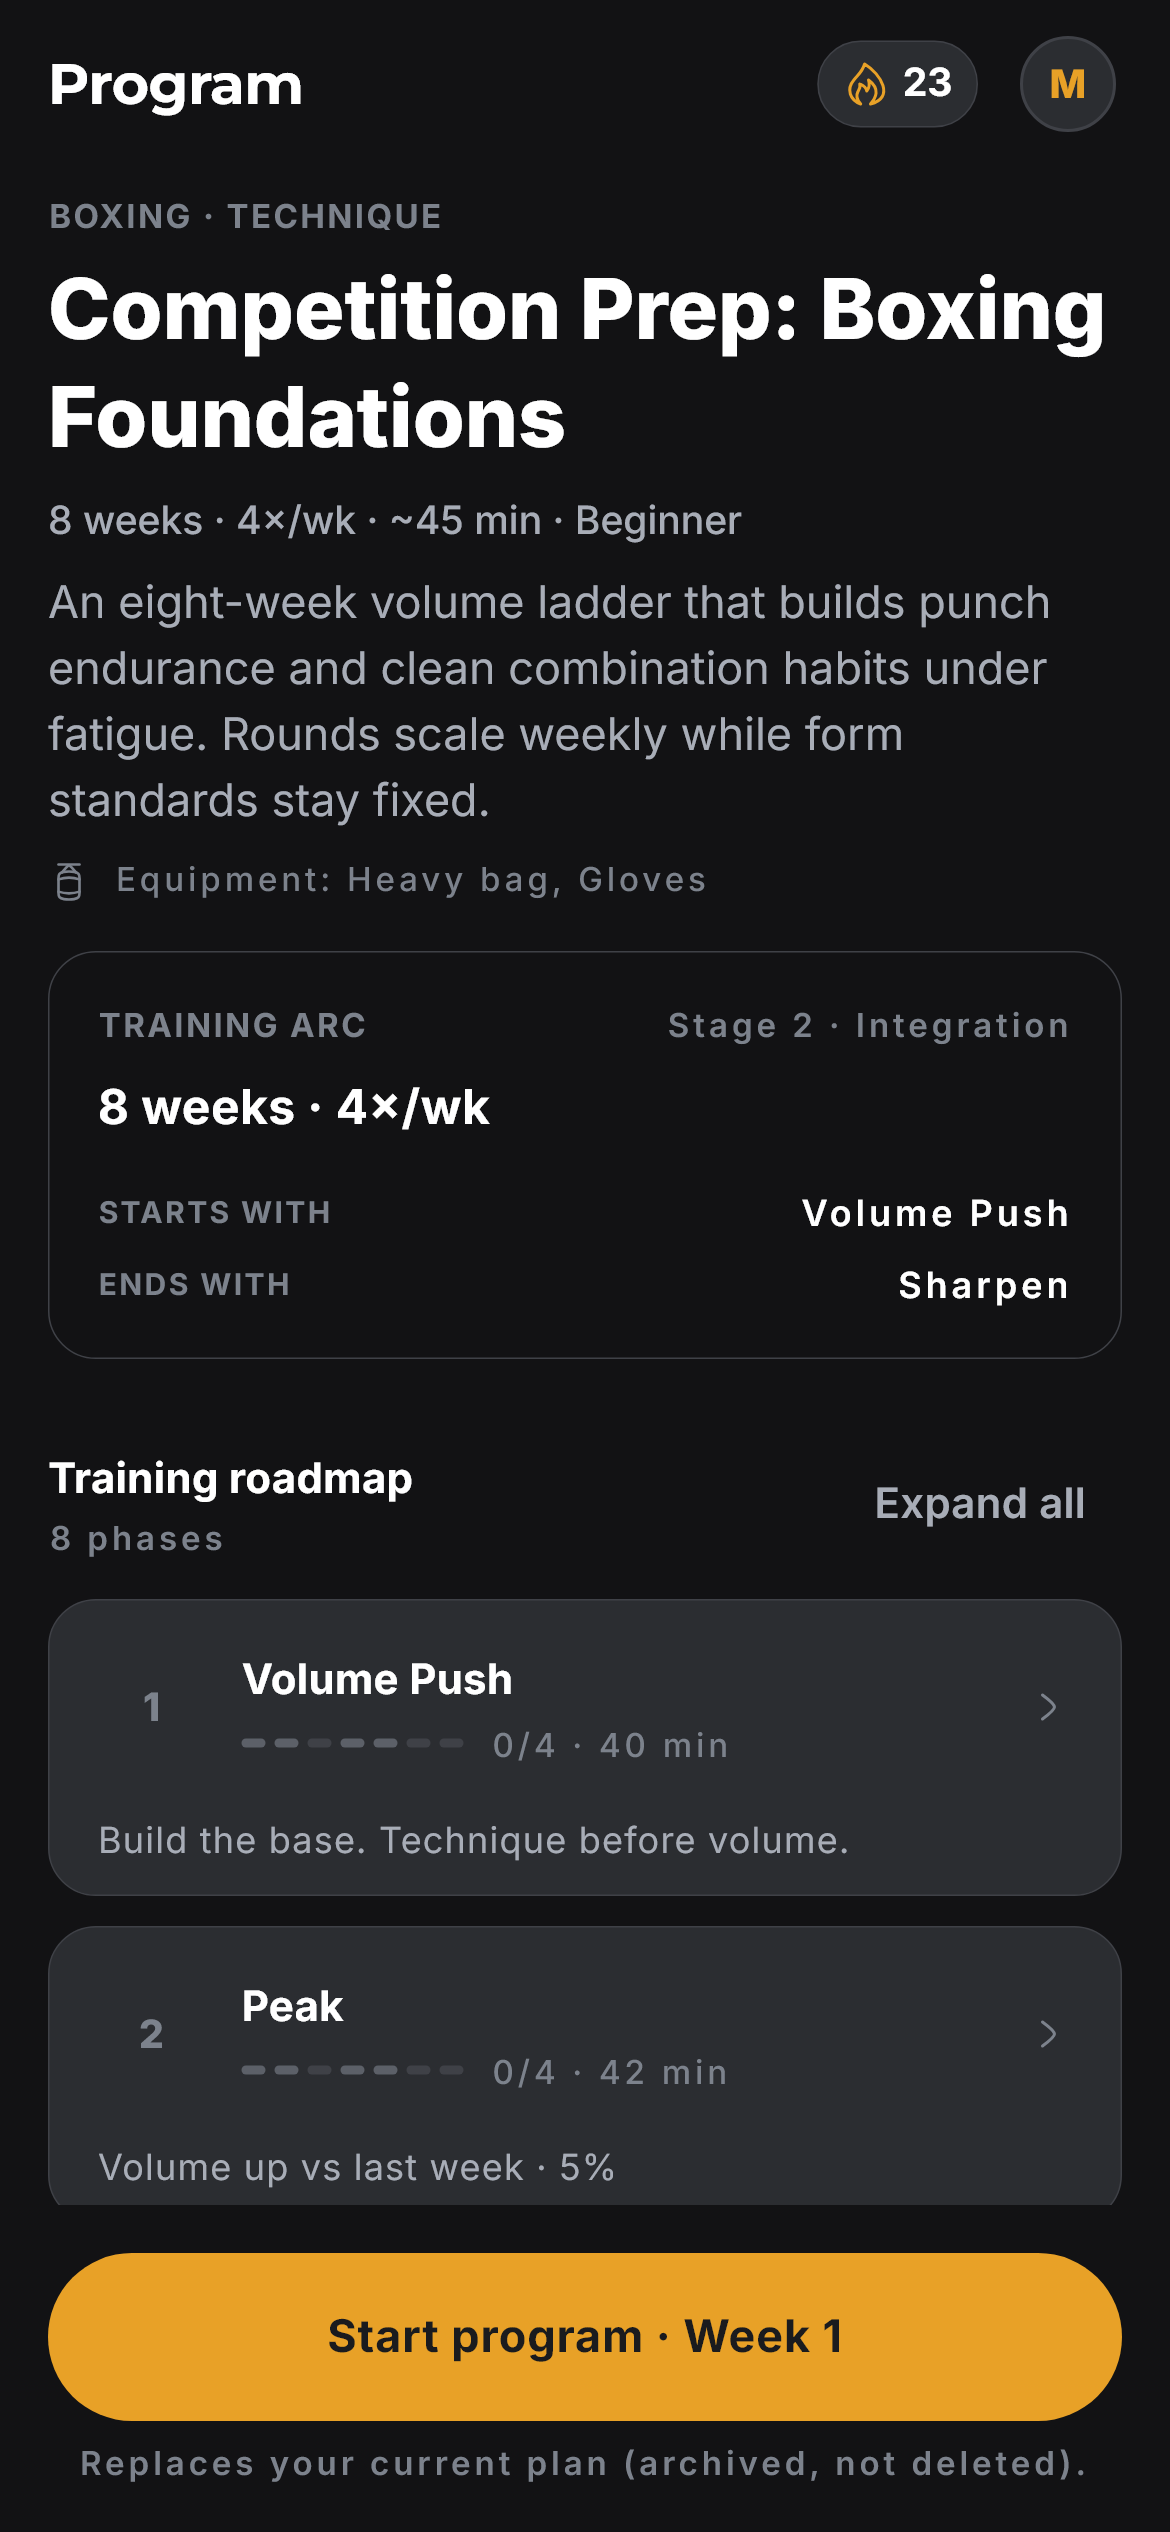 Program
23
M
BOXING · TECHNIQUE
Competition Prep: Boxing
Foundations
8 weeks · 4×/wk · ~45 min · Beginner
An eight-week volume ladder that builds punch
endurance and clean combination habits under
fatigue. Rounds scale weekly while form
standards stay fixed.
Equipment: Heavy bag, Gloves
TRAINING ARC
Stage 2 · Integration
8 weeks · 4×/wk
STARTS WITH
Volume Push
ENDS WITH
Sharpen
Training roadmap
Expand all
8 phases
1
Volume Push
0/4 · 40 min
Build the base. Technique before volume.
2
Peak
0/4 · 42 min
Volume up vs last week · 5%
Start program · Week 1
Replaces your current plan (archived, not deleted).